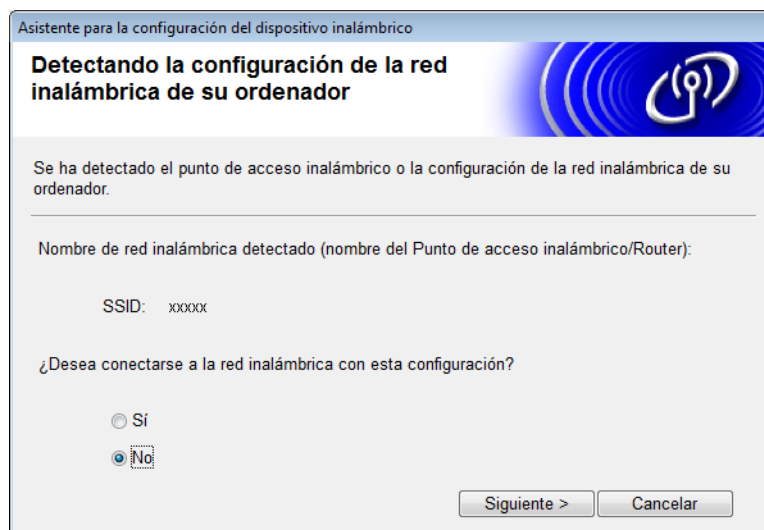 Asistente para la configuración del dispositivo inalámbrico
Detectando la configuración de la red
inalámbrica de su ordenador
Se ha detectado el punto de acceso inalámbrico o la configuración de la red inalámbrica de su
ordenador.
Nombre de red inalámbrica detectado (nombre del Punto de acceso inalámbrico/Router):
SSID: xxxxx
¿Desea conectarse a la red inalámbrica con esta configuración?
Sí
No
Siguiente > Cancelar